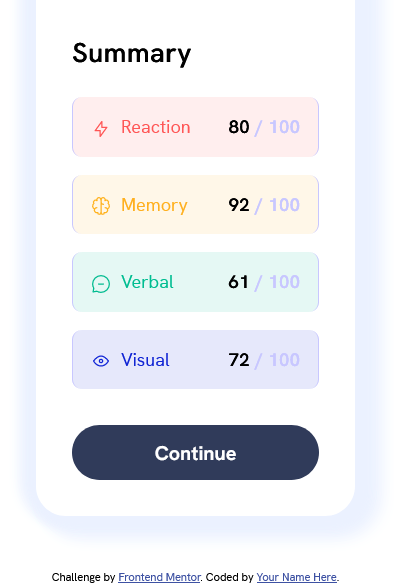 Summary
Reaction 80 / 100
Memory 92 / 100
Verbal 61 / 100
Visual 72 / 100
Continue
Challenge by Frontend Mentor. Coded by Your Name Here.